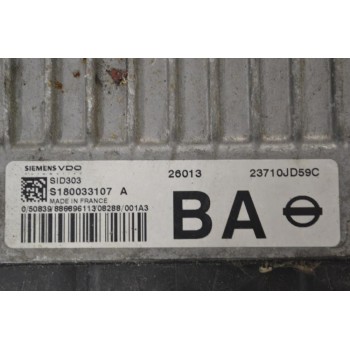 SIEMENS VDO
SID303
S180033107 A
MADE IN FRANCE
26013
23710JD59C
BA